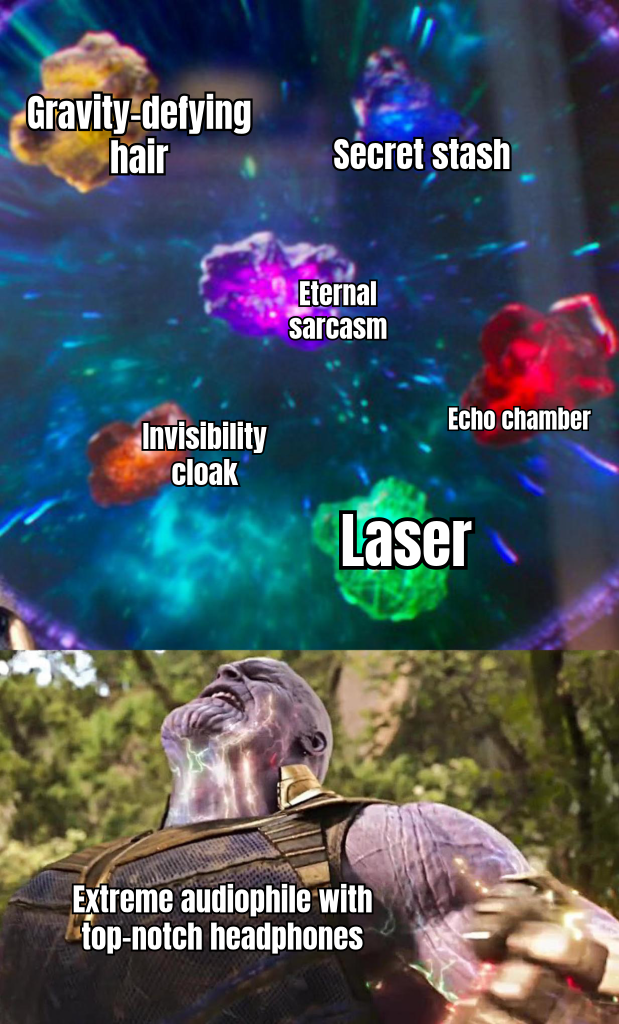 Gravity-defying
hair
Secret stash
Eternal
sarcasm
Echo chamber
Invisibility
cloak
Laser
Extreme audiophile with
top-notch headphones